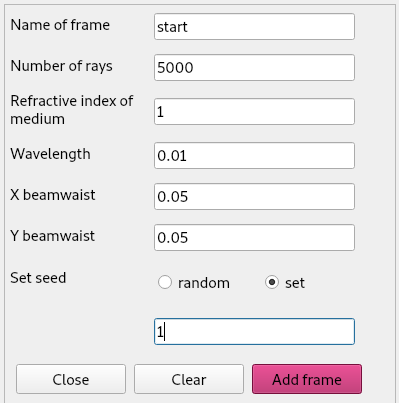 Name of frame start
Number of rays 5000
Refractive index of
medium 1
Wavelength 0.01
X beamwaist 0.05
Y beamwaist 0.05
Set seed random set
1
Close Clear Add frame